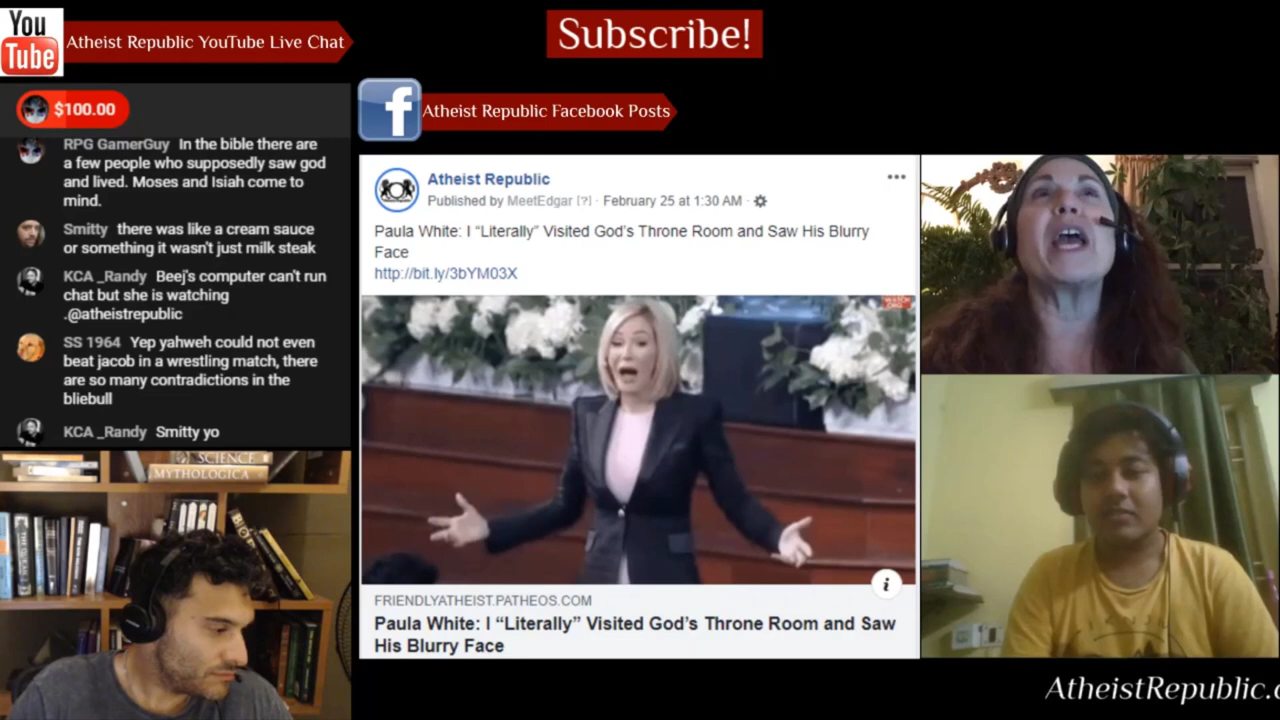 You
Tube
Atheist Republic YouTube Live Chat
Subscribe!
$100.00
RPG GamerGuy In the bible there are
a few people who supposedly saw god
and lived. Moses and Isiah come to
mind.
Smitty there was like a cream sauce
or something it wasn't just milk steak
KCA _Randy Beej's computer can't run
chat but she is watching
.@atheistrepublic
SS 1964 Yep yahweh could not even
beat jacob in a wrestling match, there
are so many contradictions in the
bliebull
KCA _Randy Smitty yo
SCIENCE
MYTHOLOGICA
f
Atheist Republic Facebook Posts
Atheist Republic
Published by MeetEdgar [?] · February 25 at 1:30 AM ·
Paula White: I “Literally” Visited God’s Throne Room and Saw His Blurry
Face
http://bit.ly/3bYM03X
FRIENDLYATHEIST.PATHEOS.COM
i
Paula White: I “Literally” Visited God’s Throne Room and Saw
His Blurry Face
AtheistRepublic.c